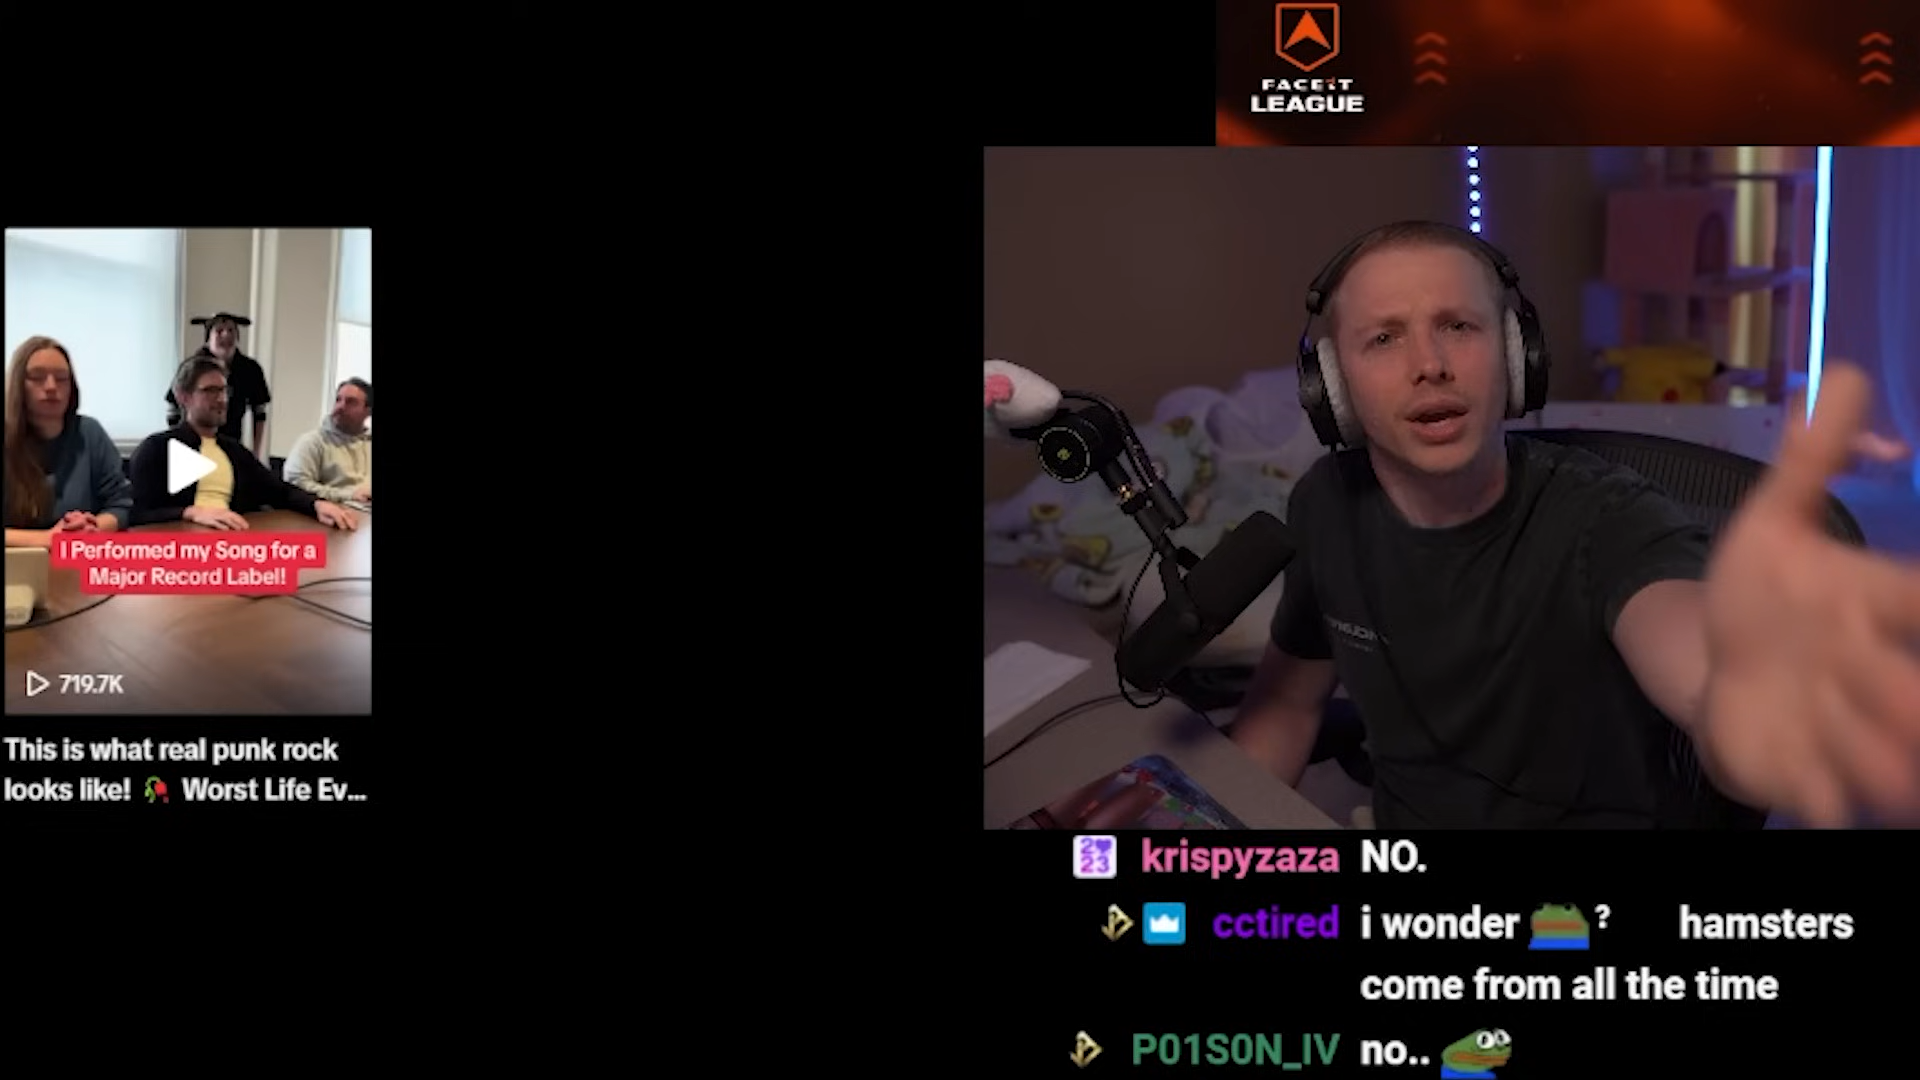 FACEIT
LEAGUE
I Performed my Song for a
Major Record Label!
719.7K
This is what real punk rock
looks like! 🥀 Worst Life Ev...
krispyzaza NO.
cctired i wonder ? hamsters
come from all the time
P01S0N_IV no..